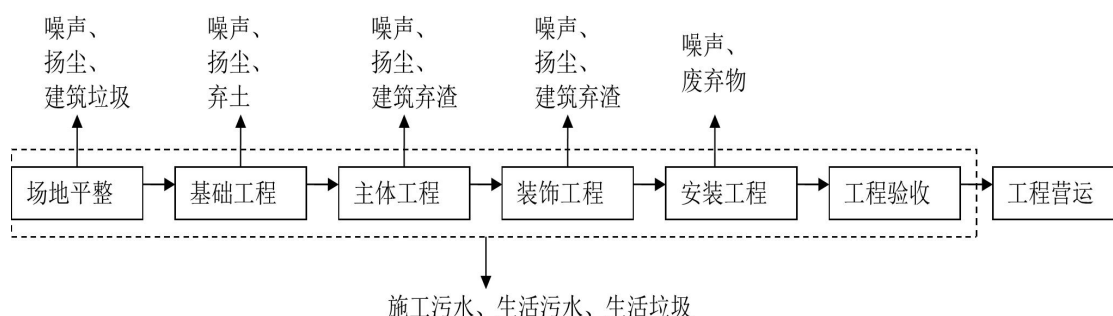 噪声、
扬尘、
建筑垃圾
噪声、
扬尘、
弃土
噪声、
扬尘、
建筑弃渣
噪声、
扬尘、
建筑弃渣
噪声、
废弃物
场地平整
基础工程
主体工程
装饰工程
安装工程
工程验收
工程营运
施工污水、生活污水、生活垃圾